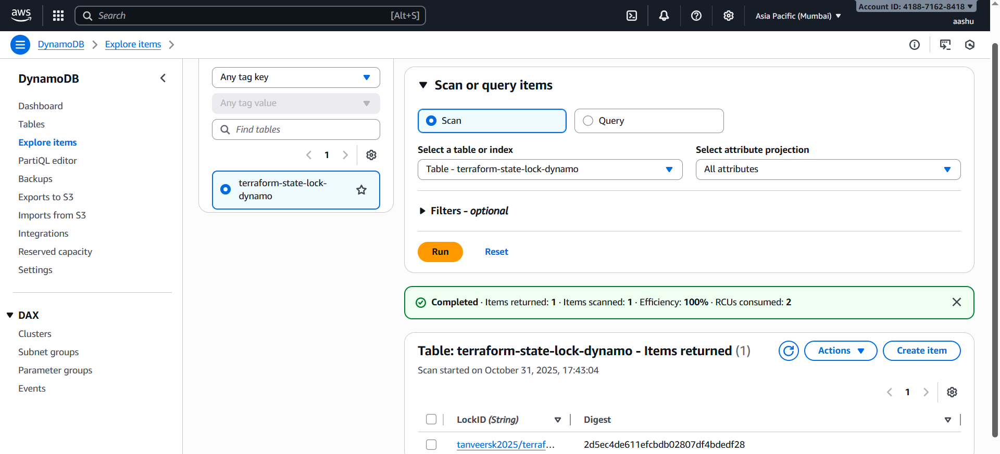 aws
Search
[Alt+S]
Asia Pacific (Mumbai)
Account ID: 4188-7162-8418
aashu
DynamoDB
Explore items
DynamoDB
Dashboard
Tables
Explore items
PartiQL editor
Backups
Exports to S3
Imports from S3
Integrations
Reserved capacity
Settings
DAX
Clusters
Subnet groups
Parameter groups
Events
Any tag key
Any tag value
Find tables
1
terraform-state-lock-
dynamo
Scan or query items
Scan
Query
Select a table or index
Select attribute projection
Table - terraform-state-lock-dynamo
All attributes
Filters - optional
Run
Reset
Completed · Items returned: 1 · Items scanned: 1 · Efficiency: 100% · RCUs consumed: 2
Table: terraform-state-lock-dynamo - Items returned (1)
Actions
Create item
Scan started on October 31, 2025, 17:43:04
1
LockID (String)
Digest
tanveersk2025/terraf…
2d5ec4de611efcbdb02807df4bdedf28